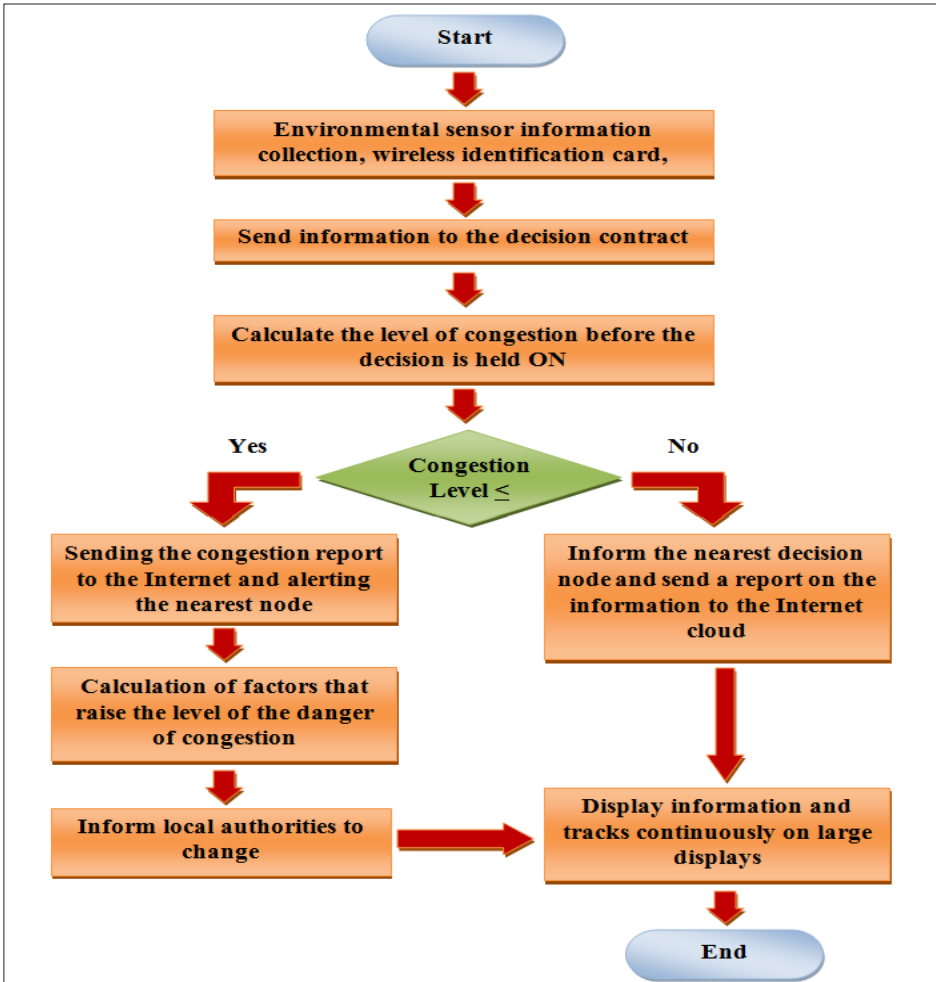 Start
Environmental sensor information
collection, wireless identification card,
Send information to the decision contract
Calculate the level of congestion before the
decision is held ON
Yes
No
Congestion
Level ≤
Sending the congestion report
to the Internet and alerting
the nearest node
Inform the nearest decision
node and send a report on the
information to the Internet
cloud
Calculation of factors that
raise the level of the danger
of congestion
Inform local authorities to
change
Display information and
tracks continuously on large
displays
End